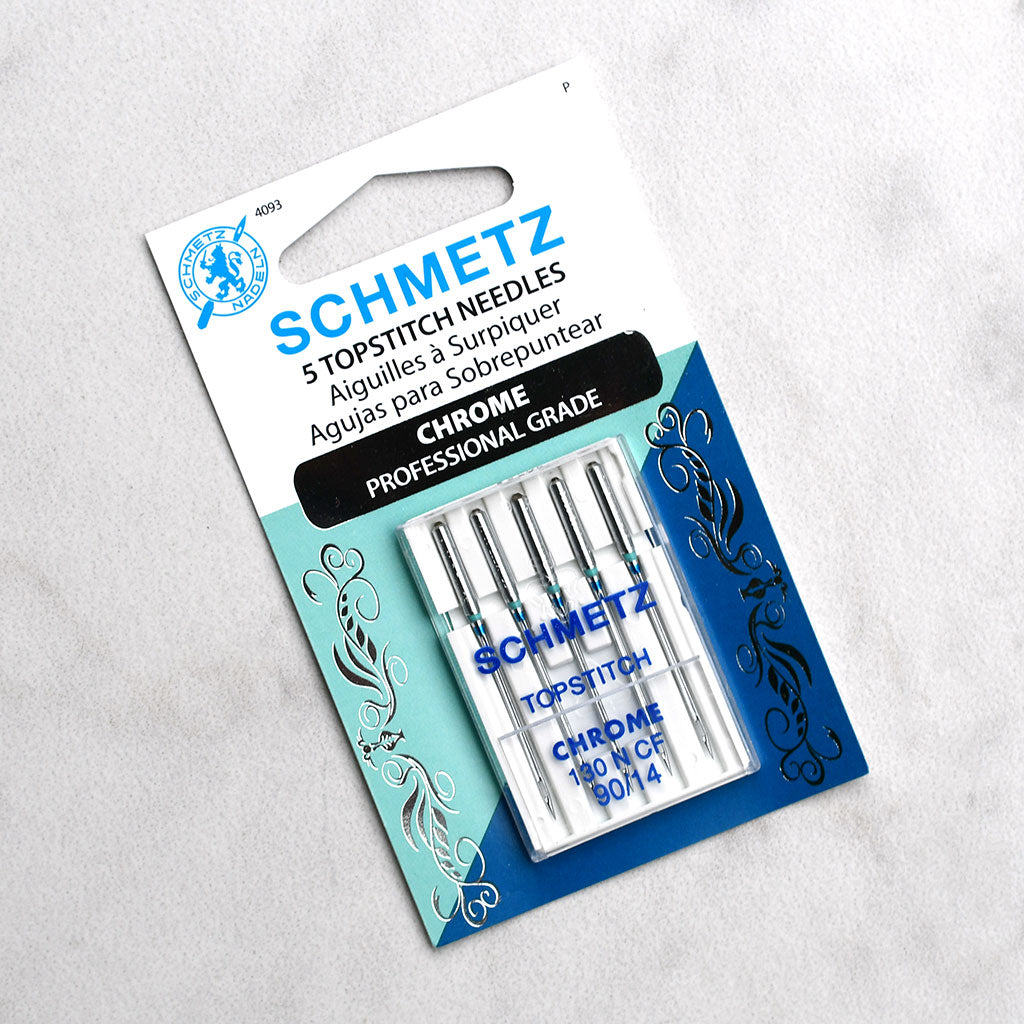 P
4093
SCHMETZ
NADELN
SCHMETZ
5 TOPSTITCH NEEDLES
Aiguilles à Surpiquer
Agujas para Sobrepuntear
CHROME
PROFESSIONAL GRADE
SCHMETZ
TOPSTITCH
CHROME
130 N CF
90/14